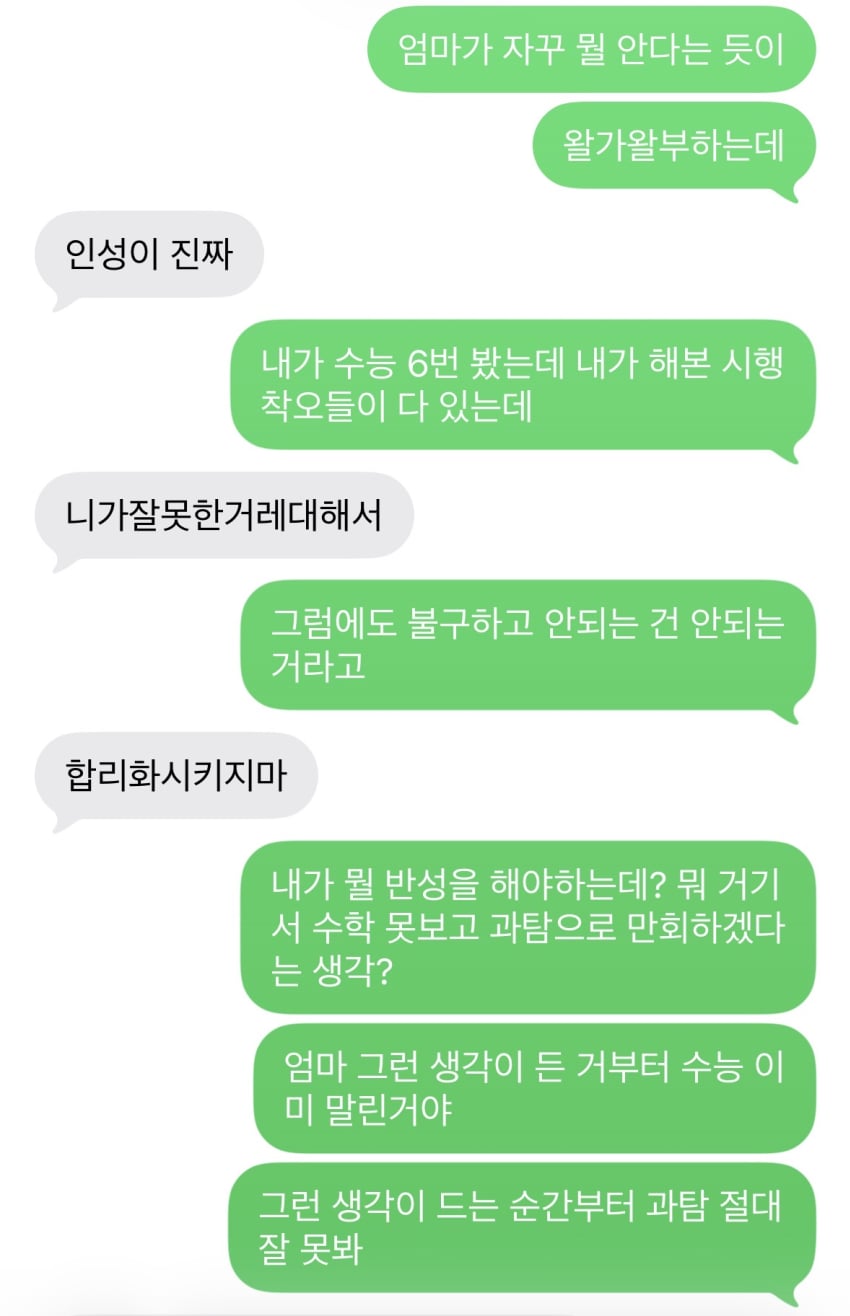 엄마가 자꾸 뭘 안다는 듯이
왈가왈부하는데
인성이 진짜
내가 수능 6번 봤는데 내가 해본 시행
착오들이 다 있는데
니가잘못한거레대해서
그럼에도 불구하고 안되는 건 안되는
거라고
합리화시키지마
내가 뭘 반성을 해야하는데? 뭐 거기
서 수학 못보고 과탐으로 만회하겠다
는 생각?
엄마 그런 생각이 든 거부터 수능 이
미 말린거야
그런 생각이 드는 순간부터 과탐 절대
잘 못봐